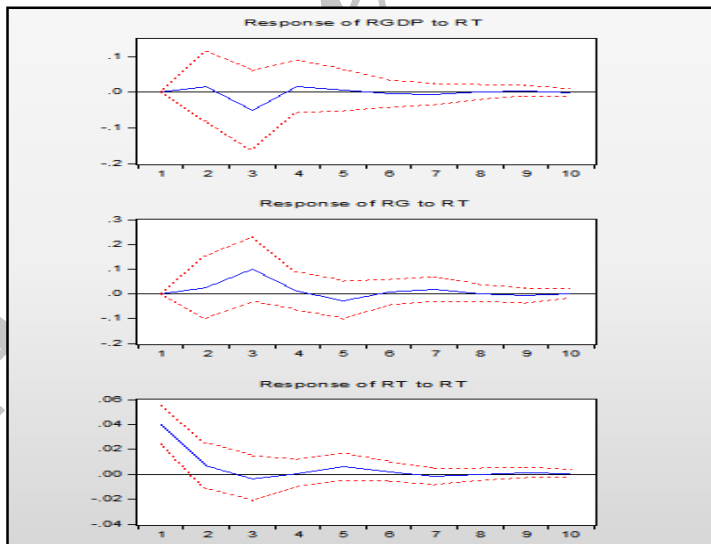 Response of RGDP to RT
.1
.0
-.1
-.2
1 2 3 4 5 6 7 8 9 10
Response of RG to RT
.3
.2
.1
.0
-.1
-.2
1 2 3 4 5 6 7 8 9 10
Response of RT to RT
.06
.04
.02
.00
-.02
-.04
1 2 3 4 5 6 7 8 9 10